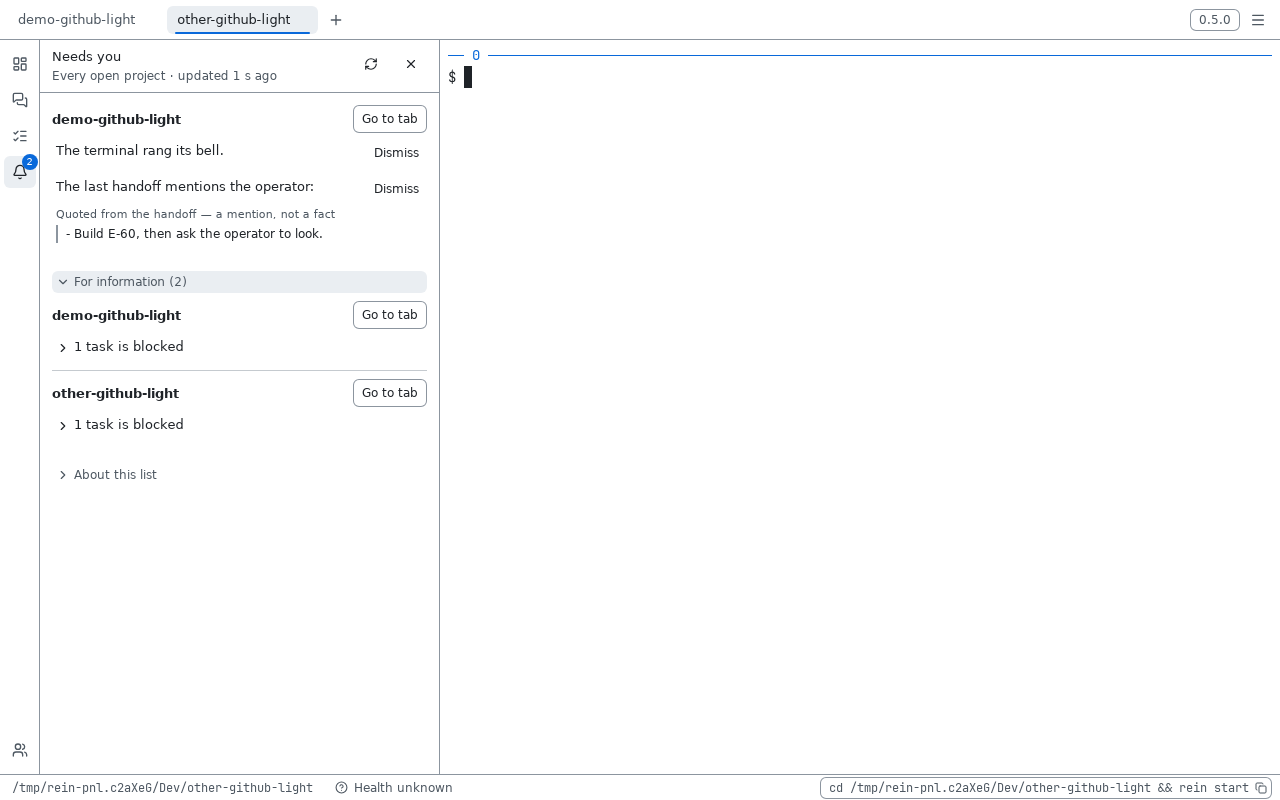 demo-github-light
other-github-light
0.5.0
Needs you
Every open project · updated 1 s ago
demo-github-light
Go to tab
The terminal rang its bell.
Dismiss
The last handoff mentions the operator:
Dismiss
Quoted from the handoff — a mention, not a fact
- Build E-60, then ask the operator to look.
For information (2)
demo-github-light
Go to tab
1 task is blocked
other-github-light
Go to tab
1 task is blocked
About this list
2
0
$
/tmp/rein-pnl.c2aXeG/Dev/other-github-light
Health unknown
cd /tmp/rein-pnl.c2aXeG/Dev/other-github-light && rein start